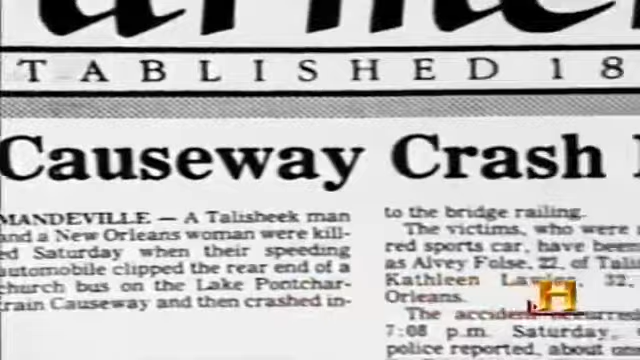 TABLISHED 18
Causeway Crash
MANDEVILLE — A Talisheek man
and a New Orleans woman were kill-
ed Saturday when their speeding
automobile clipped the rear end of a
church bus on the Lake Pontchar-
train Causeway and then crashed in-
to the bridge railing.
The victims, who were
red sports car, have been
as Alvey Folse, 22, of Tali
Kathleen 32,
Orleans.
The accident occurred
7:08 p.m. Saturday,
police reported, about
H